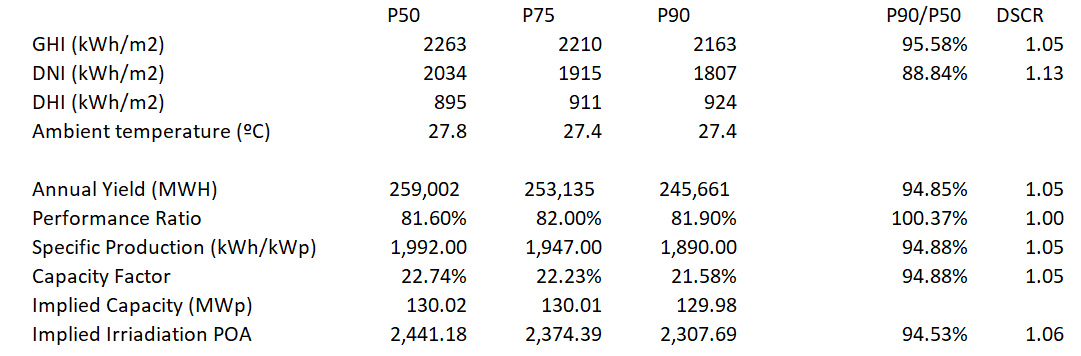 P50 P75 P90 P90/P50 DSCR
GHI (kWh/m2) 2263 2210 2163 95.58% 1.05
DNI (kWh/m2) 2034 1915 1807 88.84% 1.13
DHI (kWh/m2) 895 911 924
Ambient temperature (ºC) 27.8 27.4 27.4
Annual Yield (MWH) 259,002 253,135 245,661 94.85% 1.05
Performance Ratio 81.60% 82.00% 81.90% 100.37% 1.00
Specific Production (kWh/kWp) 1,992.00 1,947.00 1,890.00 94.88% 1.05
Capacity Factor 22.74% 22.23% 21.58% 94.88% 1.05
Implied Capacity (MWp) 130.02 130.01 129.98
Implied Irriadiation POA 2,441.18 2,374.39 2,307.69 94.53% 1.06